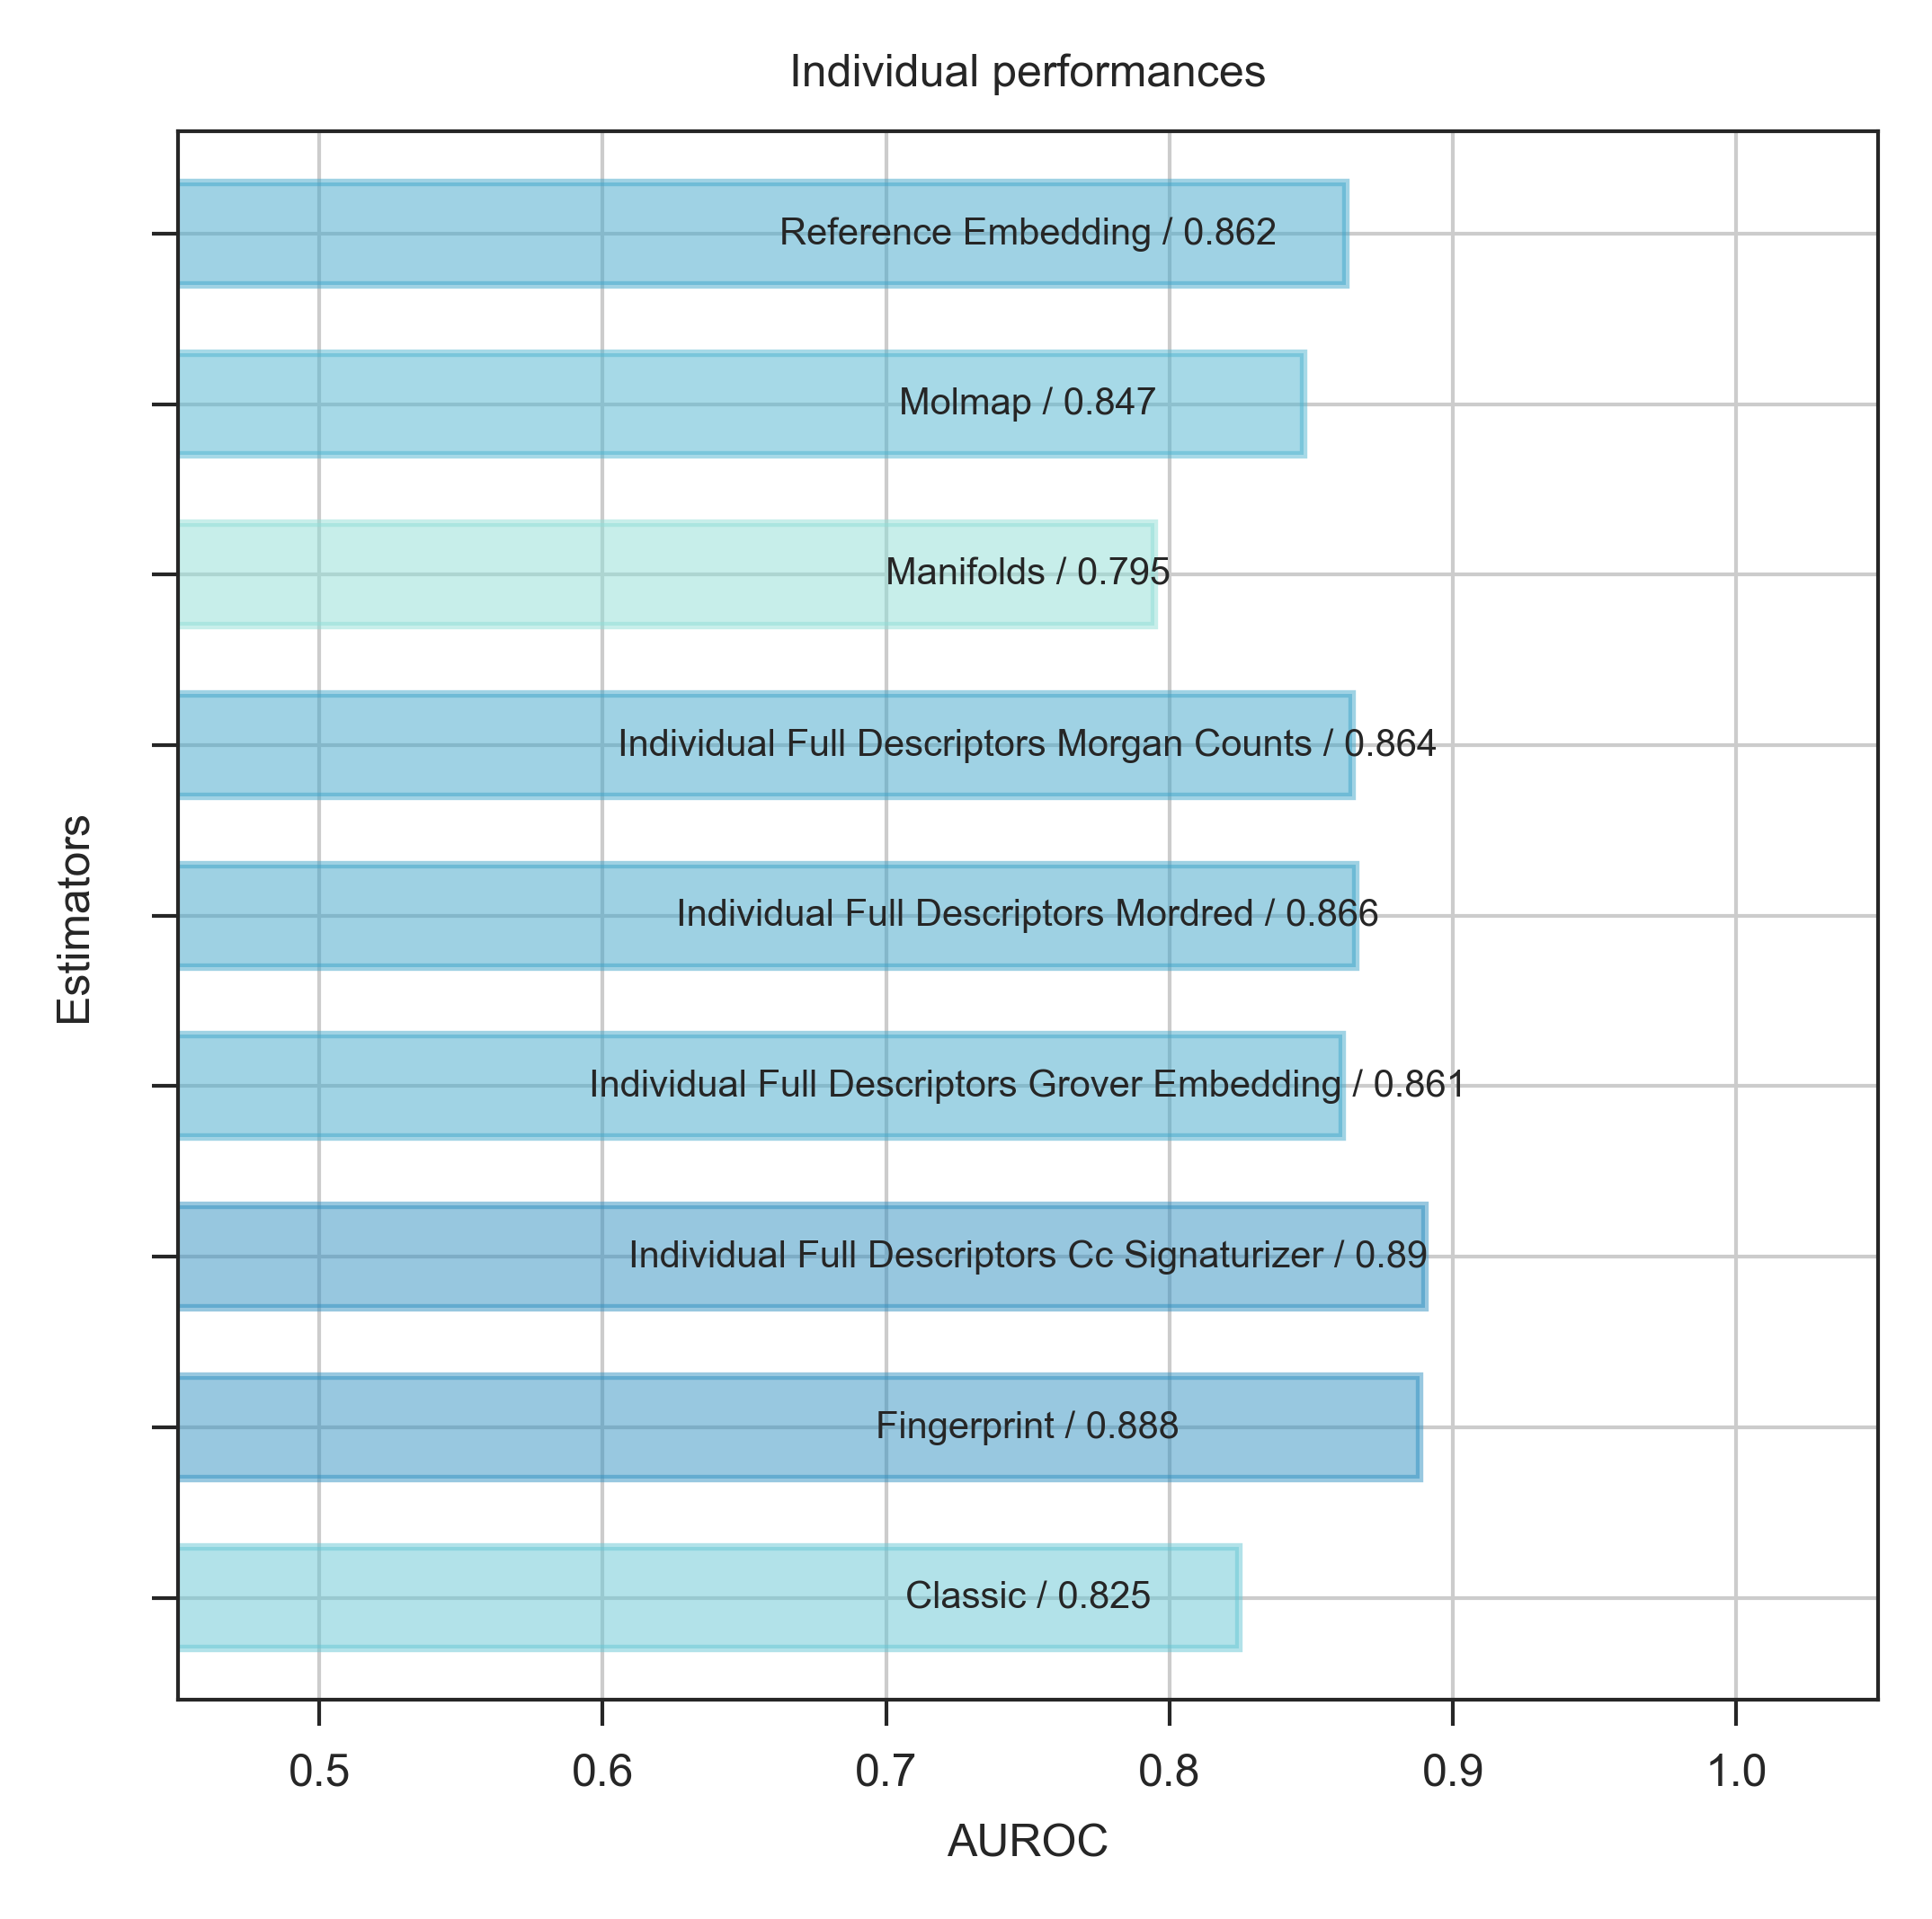 Individual performances
Reference Embedding / 0.862
Molmap / 0.847
Manifolds / 0.795
Individual Full Descriptors Morgan Counts / 0.864
Individual Full Descriptors Mordred / 0.866
Individual Full Descriptors Grover Embedding / 0.861
Individual Full Descriptors Cc Signaturizer / 0.89
Fingerprint / 0.888
Classic / 0.825
Estimators
0.5 0.6 0.7 0.8 0.9 1.0
AUROC